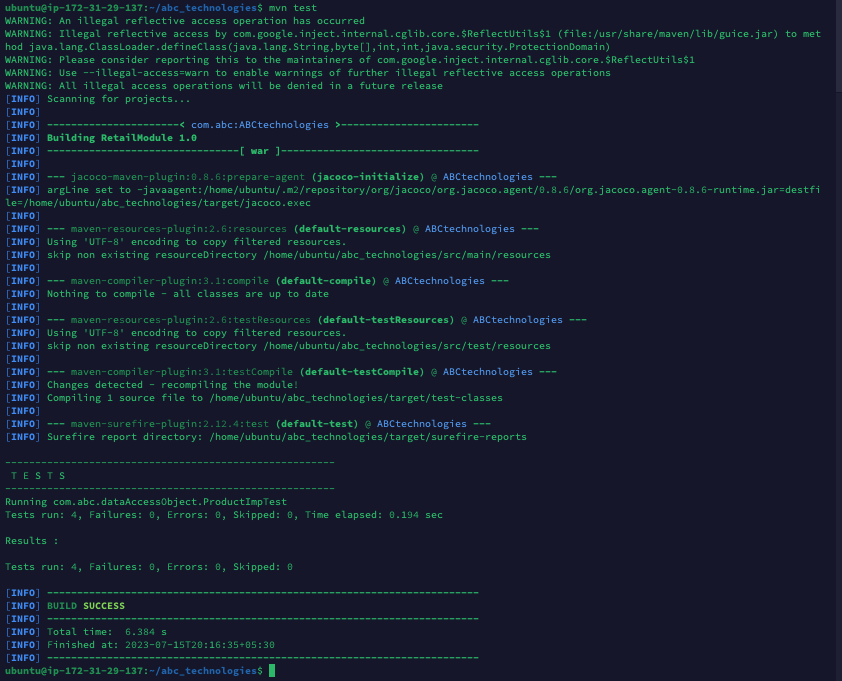 ubuntu@ip-172-31-29-137:~/abc_technologies$ mvn test
WARNING: An illegal reflective access operation has occurred
WARNING: Illegal reflective access by com.google.inject.internal.cglib.core.$ReflectUtils$1 (file:/usr/share/maven/lib/guice.jar) to met
hod java.lang.ClassLoader.defineClass(java.lang.String,byte[],int,int,java.security.ProtectionDomain)
WARNING: Please consider reporting this to the maintainers of com.google.inject.internal.cglib.core.$ReflectUtils$1
WARNING: Use --illegal-access=warn to enable warnings of further illegal reflective access operations
WARNING: All illegal access operations will be denied in a future release
[INFO] Scanning for projects...
[INFO]
[INFO] ----------------------< com.abc:ABCtechnologies >-----------------------
[INFO] Building RetailModule 1.0
[INFO] --------------------------------[ war ]---------------------------------
[INFO]
[INFO] --- jacoco-maven-plugin:0.8.6:prepare-agent (jacoco-initialize) @ ABCtechnologies ---
[INFO] argLine set to -javaagent:/home/ubuntu/.m2/repository/org/jacoco/org.jacoco.agent/0.8.6/org.jacoco.agent-0.8.6-runtime.jar=destfi
le=/home/ubuntu/abc_technologies/target/jacoco.exec
[INFO]
[INFO] --- maven-resources-plugin:2.6:resources (default-resources) @ ABCtechnologies ---
[INFO] Using 'UTF-8' encoding to copy filtered resources.
[INFO] skip non existing resourceDirectory /home/ubuntu/abc_technologies/src/main/resources
[INFO]
[INFO] --- maven-compiler-plugin:3.1:compile (default-compile) @ ABCtechnologies ---
[INFO] Nothing to compile - all classes are up to date
[INFO]
[INFO] --- maven-resources-plugin:2.6:testResources (default-testResources) @ ABCtechnologies ---
[INFO] Using 'UTF-8' encoding to copy filtered resources.
[INFO] skip non existing resourceDirectory /home/ubuntu/abc_technologies/src/test/resources
[INFO]
[INFO] --- maven-compiler-plugin:3.1:testCompile (default-testCompile) @ ABCtechnologies ---
[INFO] Changes detected - recompiling the module!
[INFO] Compiling 1 source file to /home/ubuntu/abc_technologies/target/test-classes
[INFO]
[INFO] --- maven-surefire-plugin:2.12.4:test (default-test) @ ABCtechnologies ---
[INFO] Surefire report directory: /home/ubuntu/abc_technologies/target/surefire-reports
-------------------------------------------------------
T E S T S
-------------------------------------------------------
Running com.abc.dataAccessObject.ProductImpTest
Tests run: 4, Failures: 0, Errors: 0, Skipped: 0, Time elapsed: 0.194 sec
Results :
Tests run: 4, Failures: 0, Errors: 0, Skipped: 0
[INFO] ------------------------------------------------------------------------
[INFO] BUILD SUCCESS
[INFO] ------------------------------------------------------------------------
[INFO] Total time:  6.384 s
[INFO] Finished at: 2023-07-15T20:16:35+05:30
[INFO] ------------------------------------------------------------------------
ubuntu@ip-172-31-29-137:~/abc_technologies$